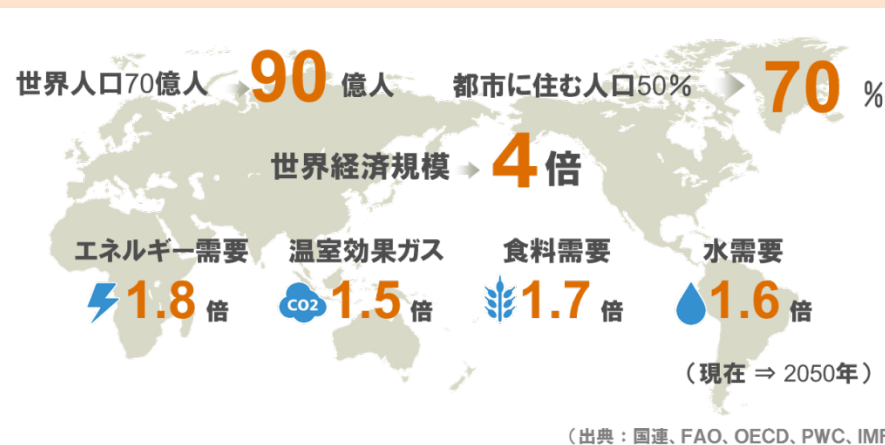 世界人口70億人 → 90 億人
都市に住む人口50% → 70 %
世界経済規模 → 4 倍
エネルギー需要
1.8 倍
温室効果ガス
CO2 1.5 倍
食料需要
1.7 倍
水需要
1.6 倍
(現在 ⇒ 2050年)
(出典:国連、FAO、OECD、PWC、IMF